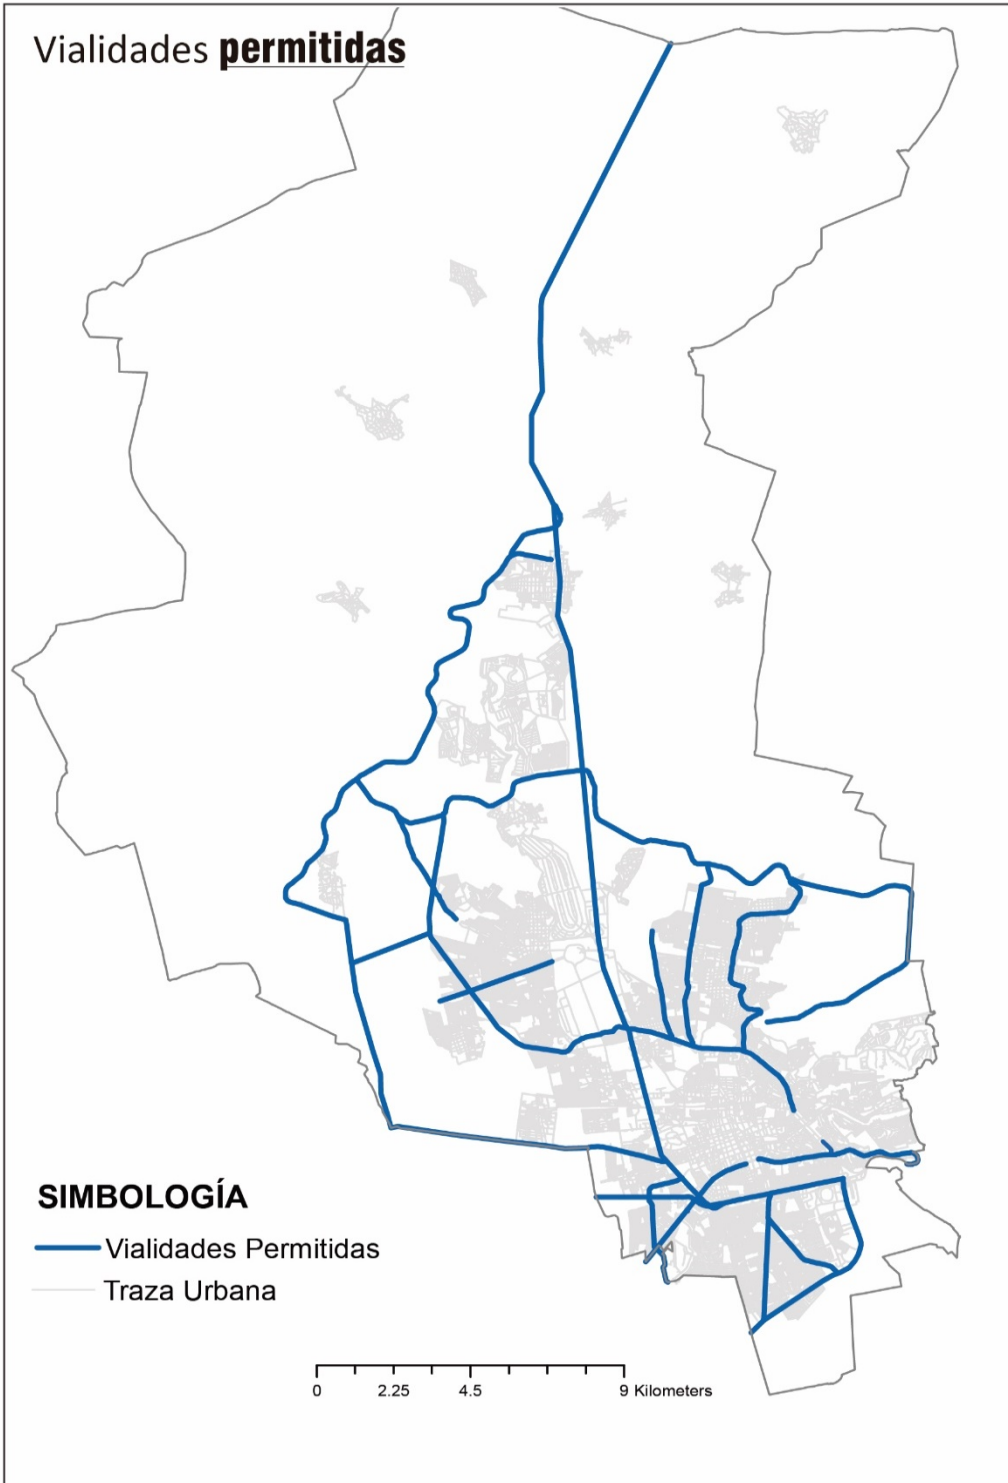 Vialidades permitidas
SIMBOLOGÍA
Vialidades Permitidas
Traza Urbana
0 2.25 4.5 9 Kilometers